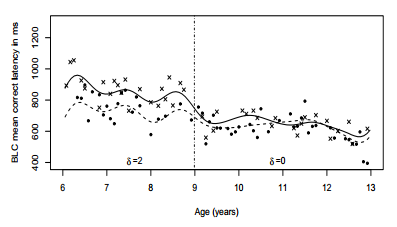 BLC mean correct latency in ms
1200
1000
800
600
400
δ=2
δ=0
6 7 8 9 10 11 12 13
Age (years)